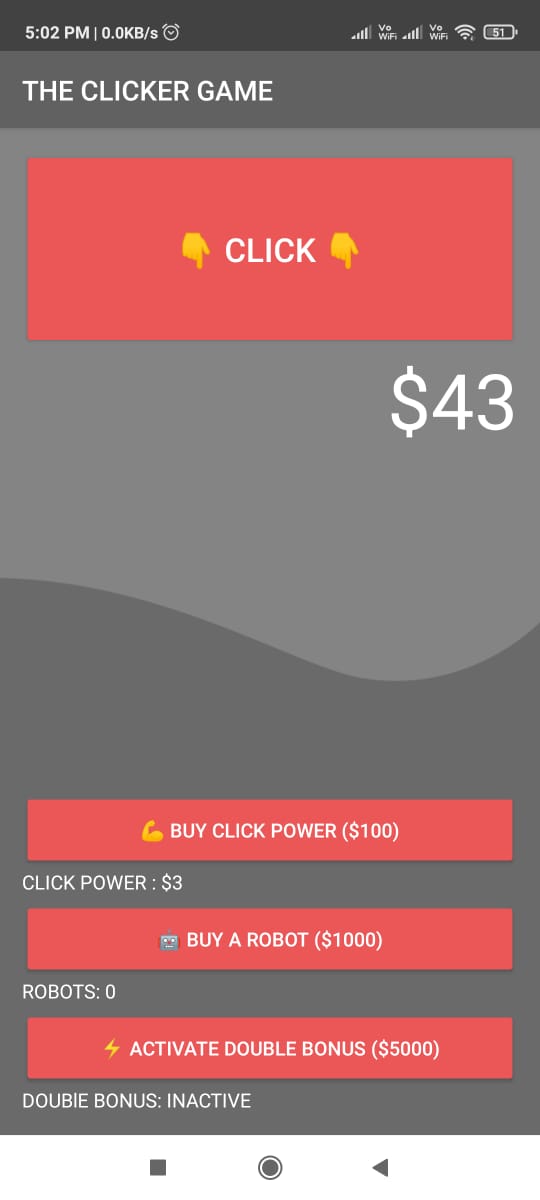 5:02 PM | 0.0KB/s
Vo WiFi Vo WiFi 51
THE CLICKER GAME
👇 CLICK 👇
$43
💪 BUY CLICK POWER ($100)
CLICK POWER : $3
🤖 BUY A ROBOT ($1000)
ROBOTS: 0
⚡ ACTIVATE DOUBLE BONUS ($5000)
DOUBIE BONUS: INACTIVE